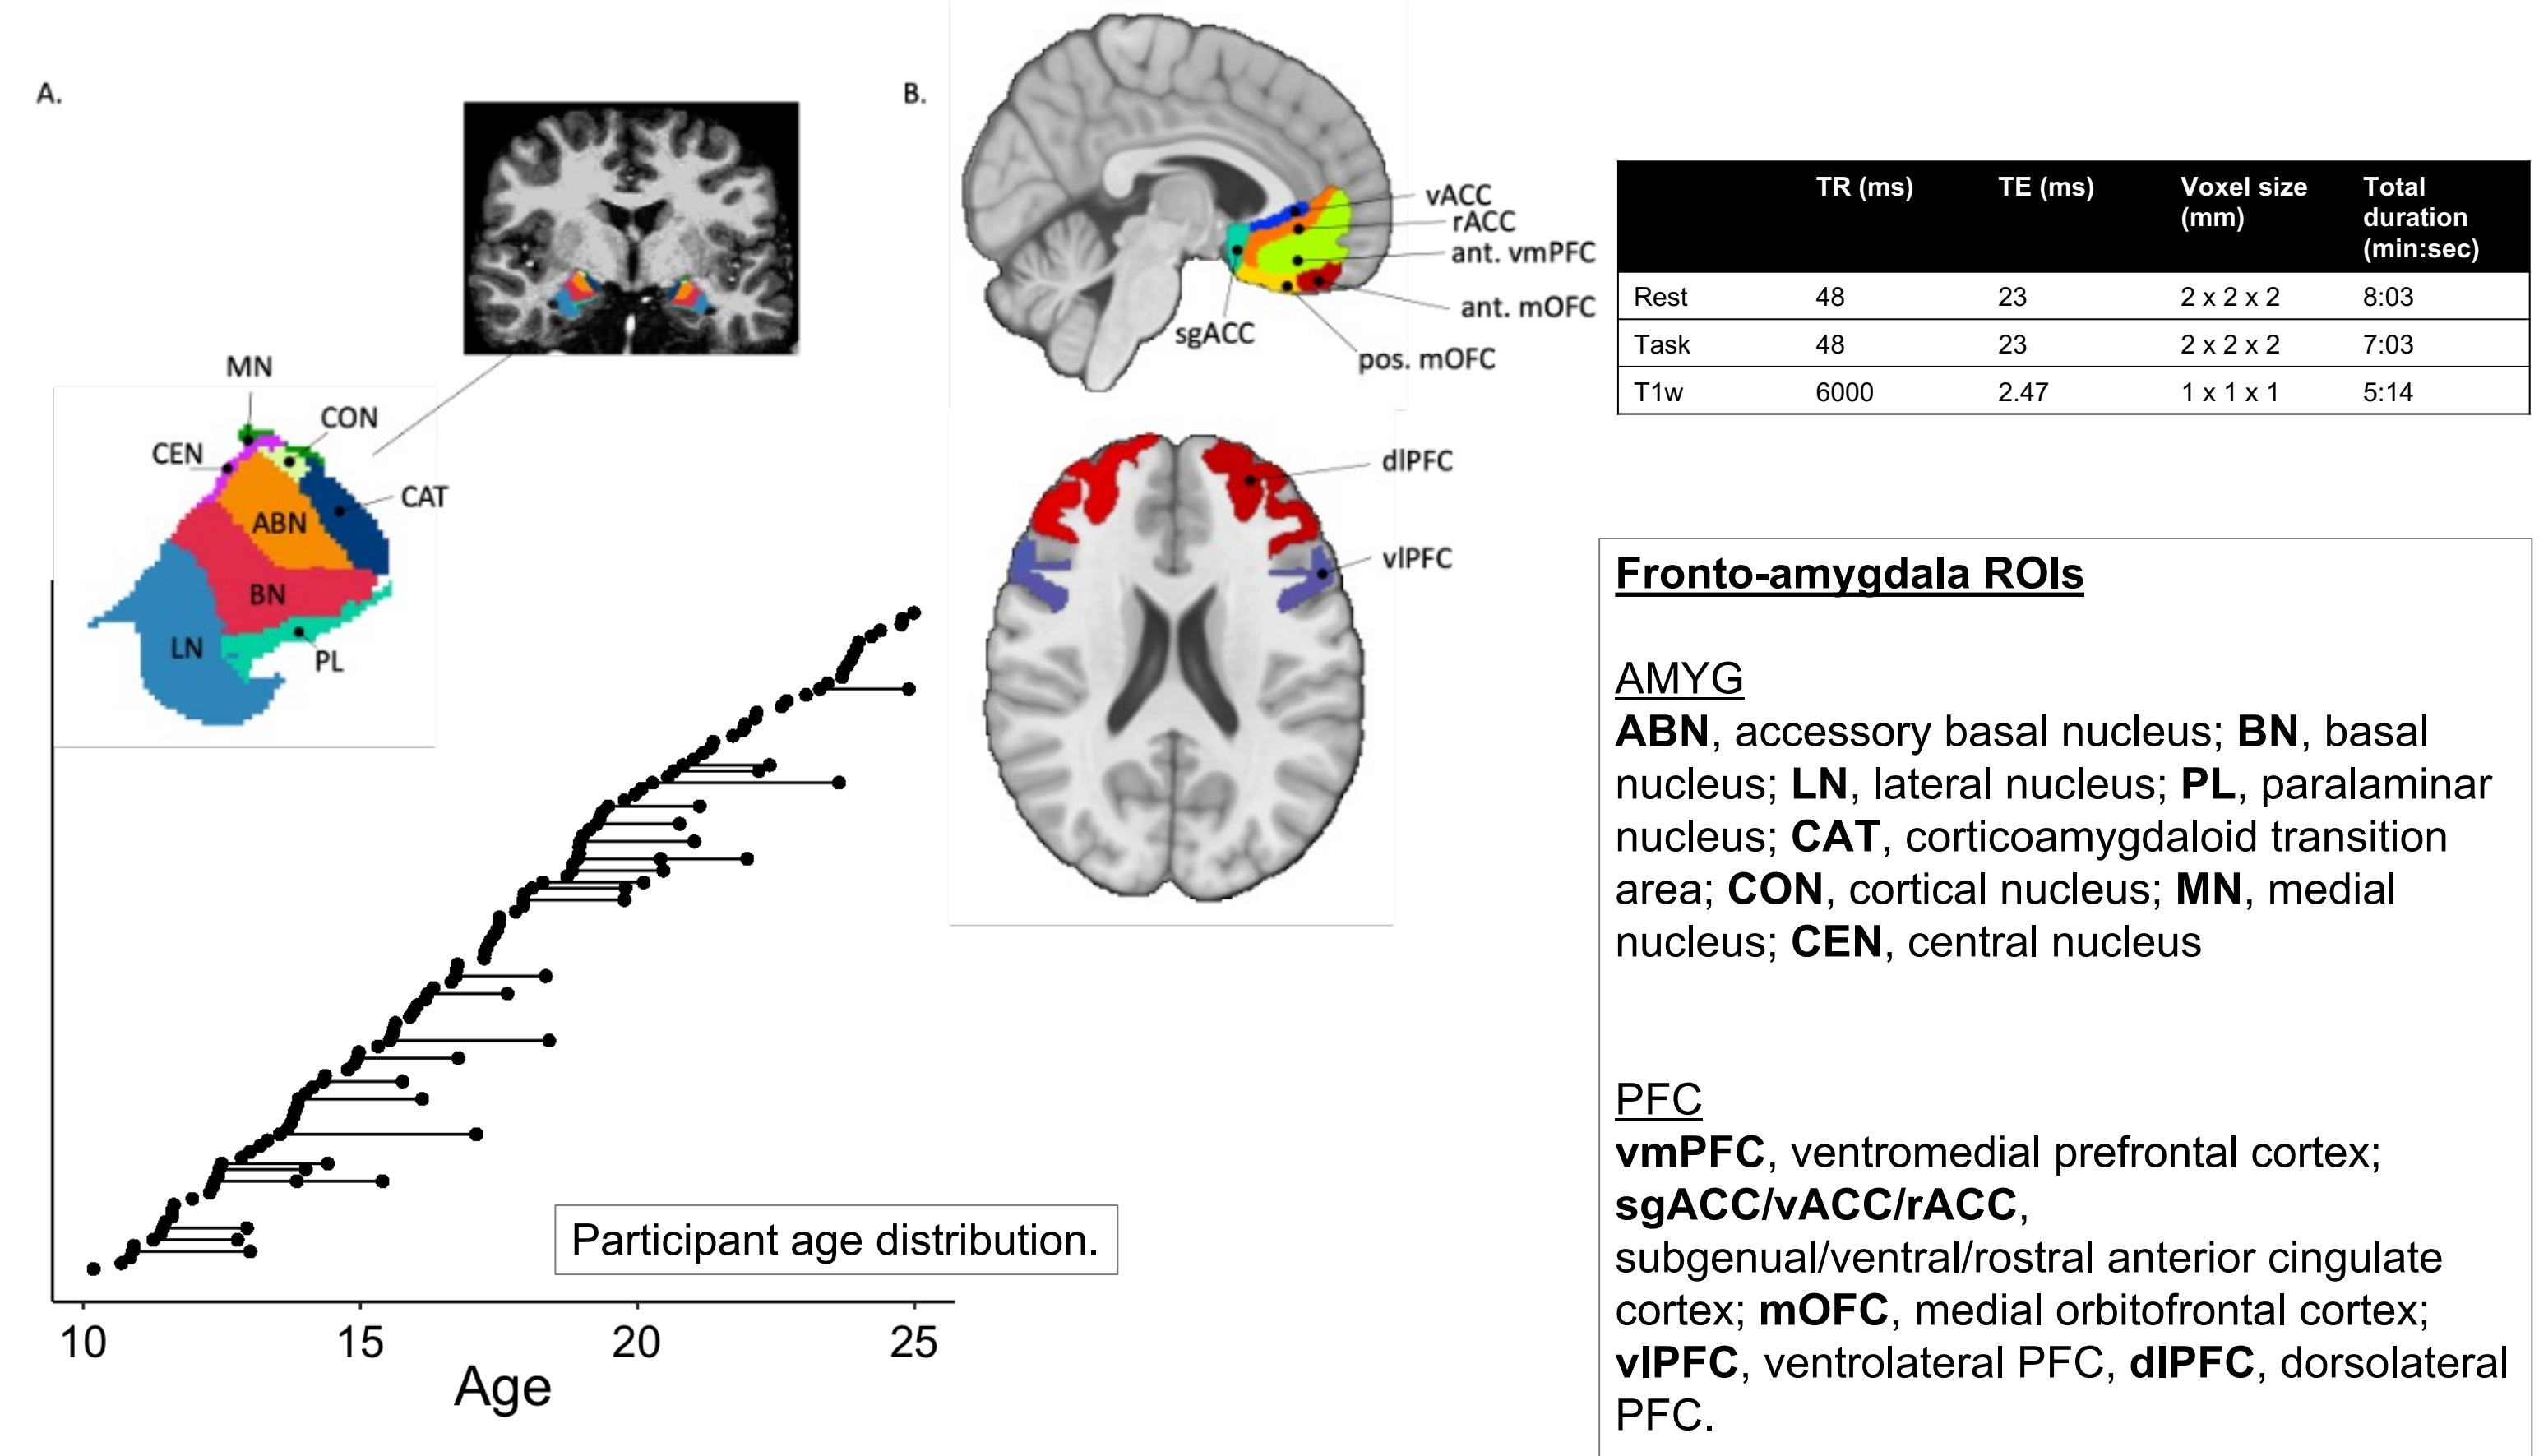 A.
MN
CON
CEN
CAT
ABN
BN
LN
PL
B.
vACC
rACC
ant. vmPFC
ant. mOFC
sgACC
pos. mOFC
dlPFC
vlPFC
TR (ms) TE (ms) Voxel size (mm) Total duration (min:sec)
Rest 48 23 2 x 2 x 2 8:03
Task 48 23 2 x 2 x 2 7:03
T1w 6000 2.47 1 x 1 x 1 5:14
Participant age distribution.
10 15 20 25
Age
Fronto-amygdala ROIs
AMYG
ABN, accessory basal nucleus; BN, basal
nucleus; LN, lateral nucleus; PL, paralaminar
nucleus; CAT, corticoamygdaloid transition
area; CON, cortical nucleus; MN, medial
nucleus; CEN, central nucleus
PFC
vmPFC, ventromedial prefrontal cortex;
sgACC/vACC/rACC,
subgenual/ventral/rostral anterior cingulate
cortex; mOFC, medial orbitofrontal cortex;
vlPFC, ventrolateral PFC, dlPFC, dorsolateral
PFC.